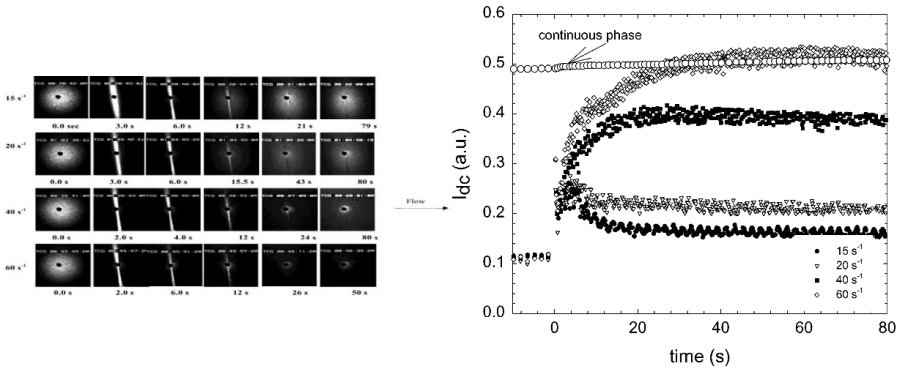 15 s⁻¹
0.0 sec 3.0 s 6.0 s 12 s 21 s 79 s
20 s⁻¹
0.0 s 3.0 s 6.0 s 15.5 s 43 s 80 s
40 s⁻¹
0.0 s 2.0 s 4.0 s 12 s 24 s 80 s
60 s⁻¹
0.0 s 2.0 s 6.0 s 12 s 26 s 50 s
Flow
0.6
0.5
0.4
0.3
0.2
0.1
0.0
I_dc (a.u.)
continuous phase
15 s⁻¹
20 s⁻¹
40 s⁻¹
60 s⁻¹
0 20 40 60 80
time (s)